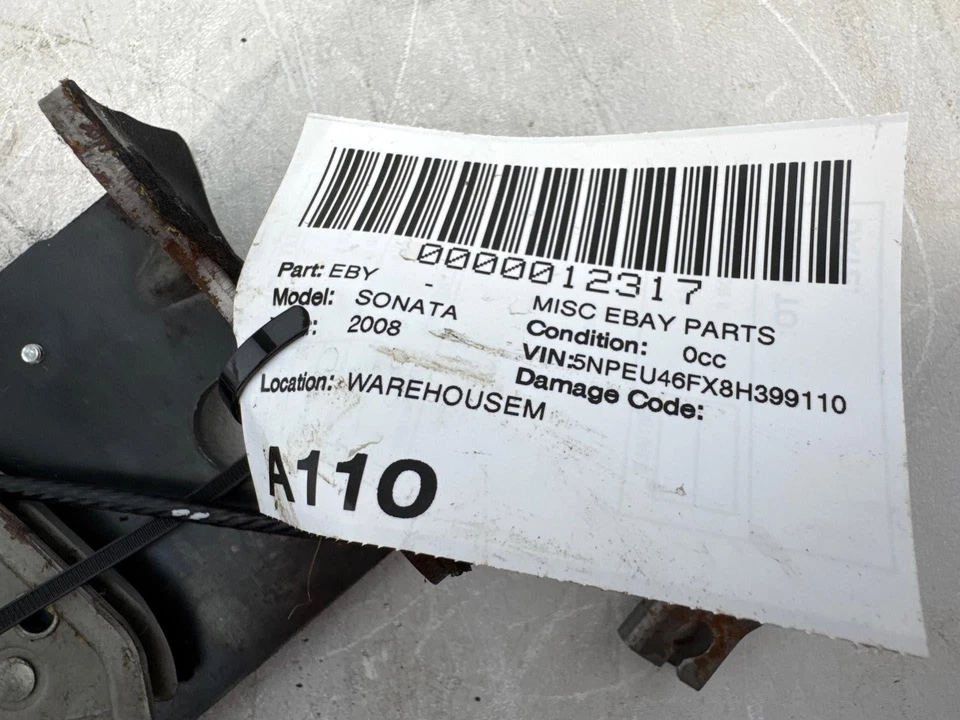 0000012317
Part: EBY -
MISC EBAY PARTS
Model: SONATA
Condition: 0cc
: 2008
VIN:5NPEU46FX8H399110
Damage Code:
Location: WAREHOUSEM
A110